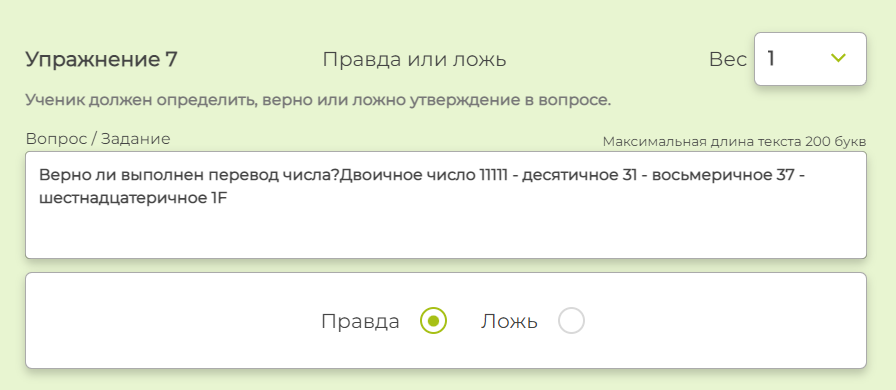 Упражнение 7 Правда или ложь Вес 1
Ученик должен определить, верно или ложно утверждение в вопросе.
Вопрос / Задание Максимальная длина текста 200 букв
Верно ли выполнен перевод числа?Двоичное число 11111 - десятичное 31 - восьмеричное 37 -
шестнадцатеричное 1F
Правда Ложь